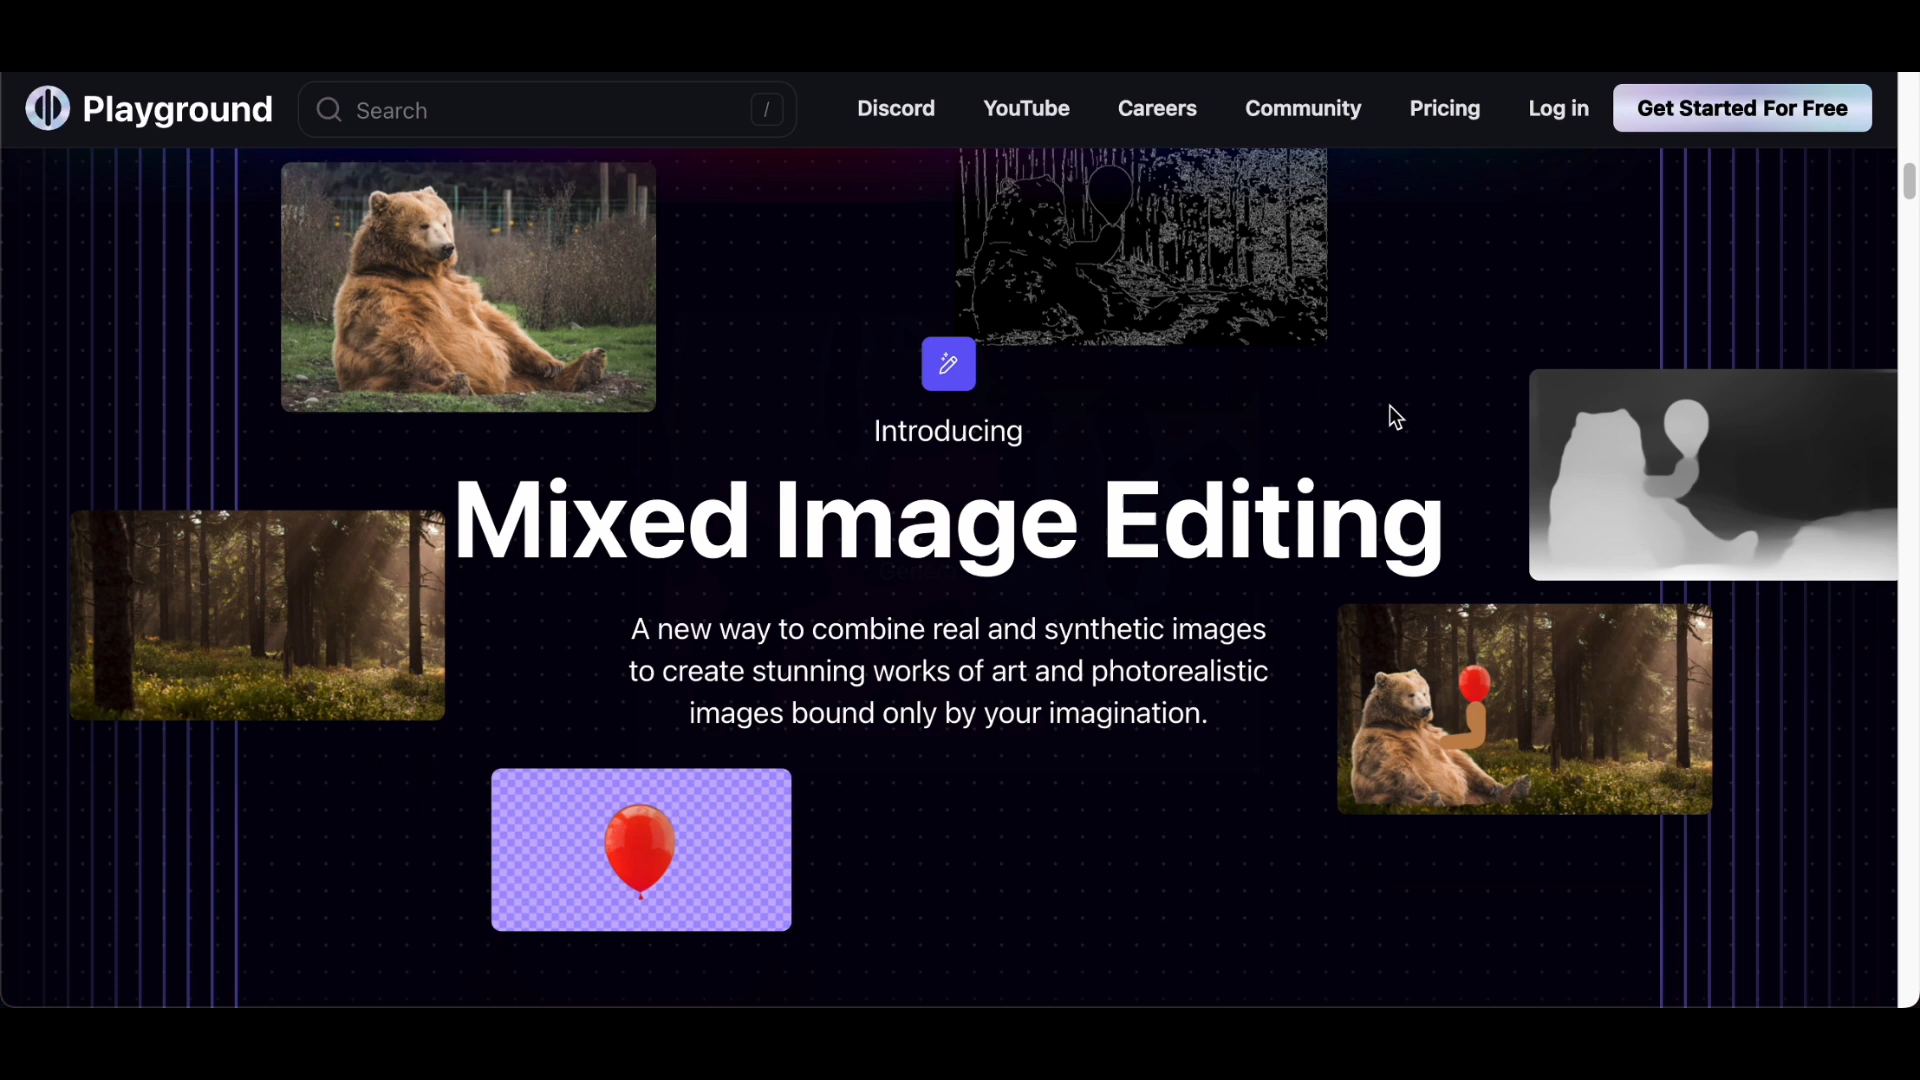 Playground
Search
/
Discord
YouTube
Careers
Community
Pricing
Log in
Get Started For Free
Introducing
Mixed Image Editing
A new way to combine real and synthetic images
to create stunning works of art and photorealistic
images bound only by your imagination.